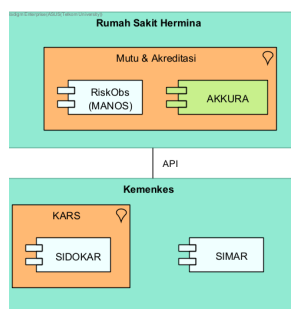 Rumah Sakit Hermina
Mutu & Akreditasi
RiskObs
(MANOS)
AKKURA
API
Kemenkes
KARS
SIDOKAR
SIMAR